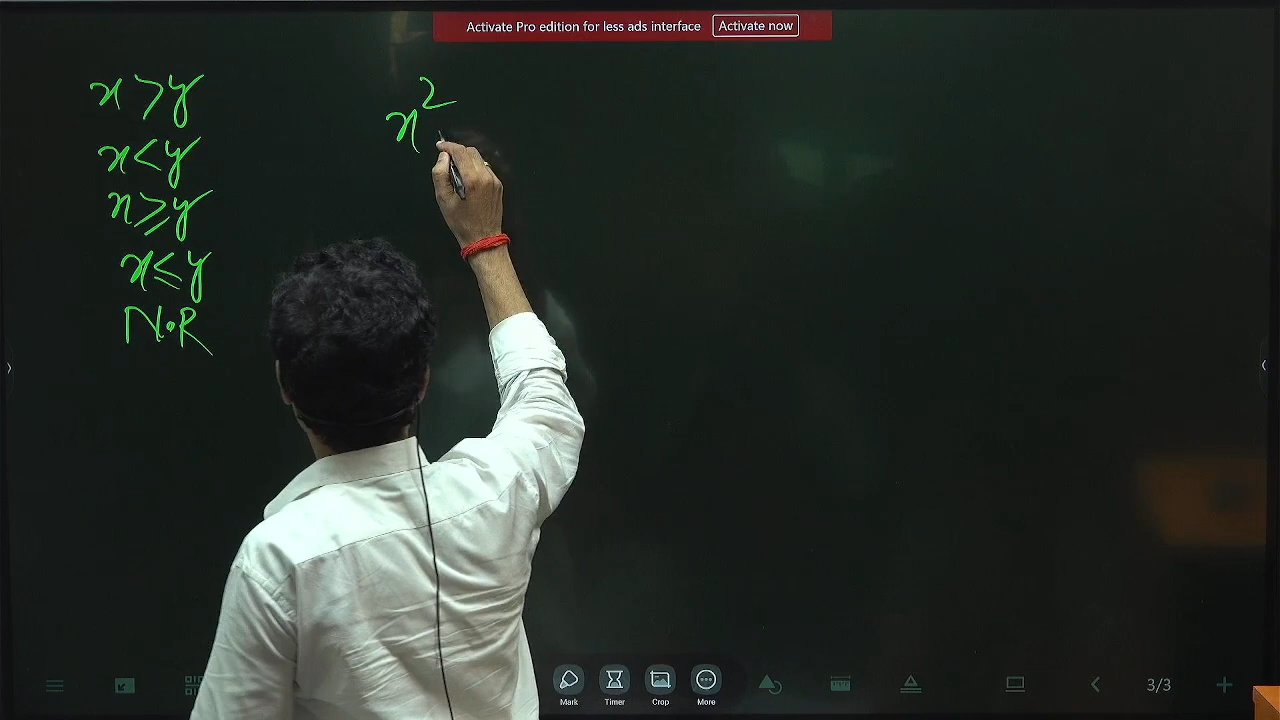 Activate Pro edition for less ads interface Activate now
x > y
x < y
x ≥ y
x ≤ y
N.R
x²
Mark Timer Crop More
3/3